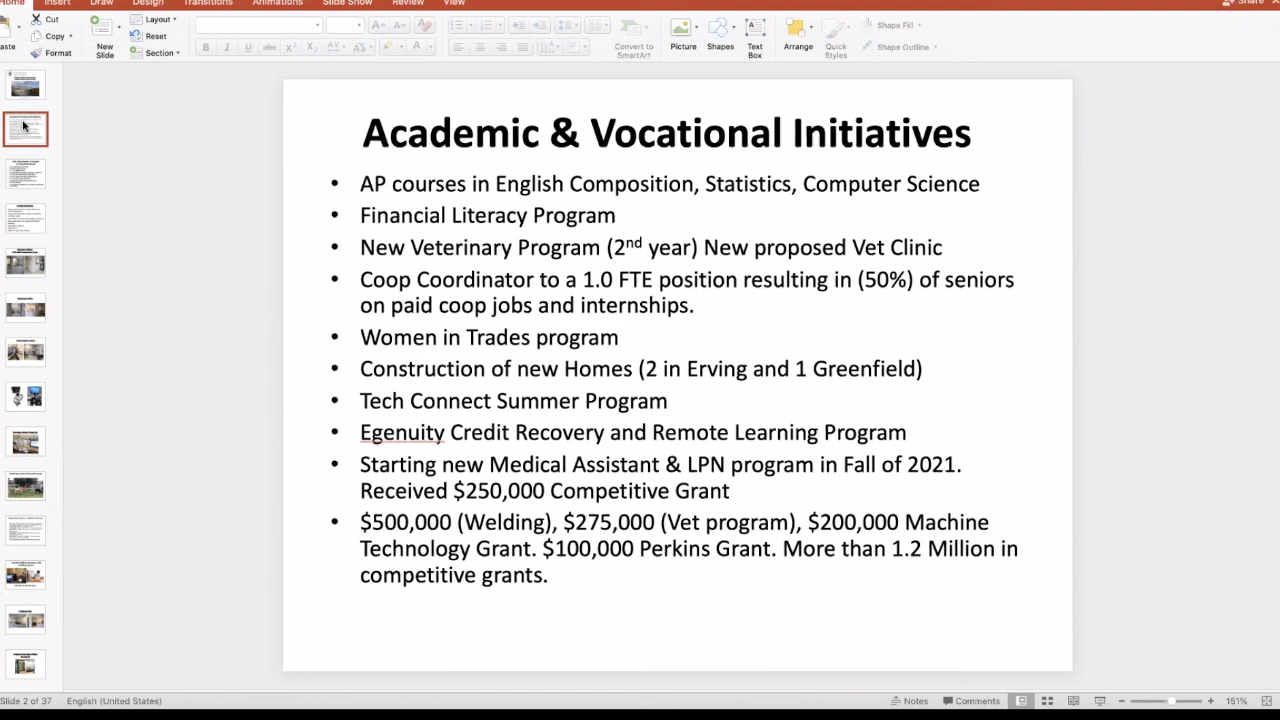 Home Insert Draw Design Transitions Animations Slide Show Review View Share
Cut Layout
Copy Reset
Paste Format New Slide Section Convert to SmartArt Picture Shapes Text Box Arrange Quick Styles Shape Fill Shape Outline
Academic & Vocational Initiatives
• AP courses in English Composition, Statistics, Computer Science
• Financial Literacy Program
• New Veterinary Program (2nd year) New proposed Vet Clinic
• Coop Coordinator to a 1.0 FTE position resulting in (50%) of seniors
on paid coop jobs and internships.
• Women in Trades program
• Construction of new Homes (2 in Erving and 1 Greenfield)
• Tech Connect Summer Program
• Egenuity Credit Recovery and Remote Learning Program
• Starting new Medical Assistant & LPN program in Fall of 2021.
Received $250,000 Competitive Grant
• $500,000 (Welding), $275,000 (Vet program), $200,000 Machine
Technology Grant. $100,000 Perkins Grant. More than 1.2 Million in
competitive grants.
Slide 2 of 37 English (United States) Notes Comments 151%